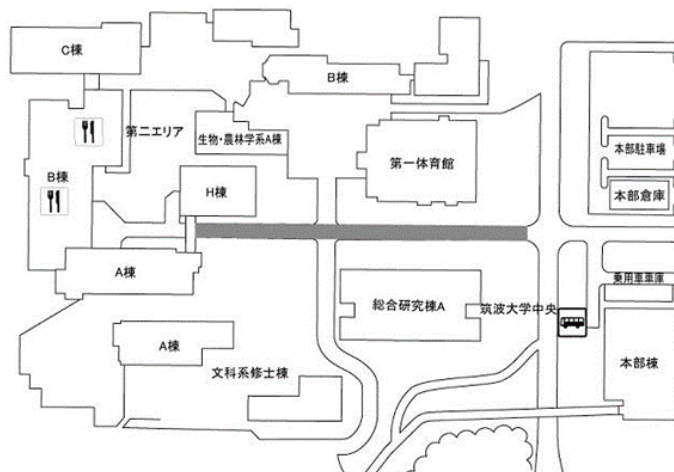 C棟
B棟
第二エリア
生物・農林学系A棟
第一体育館
本部駐車場
B棟
H棟
本部倉庫
A棟
乗用車車庫
総合研究棟A
筑波大学中央
A棟
文科系修士棟
本部棟